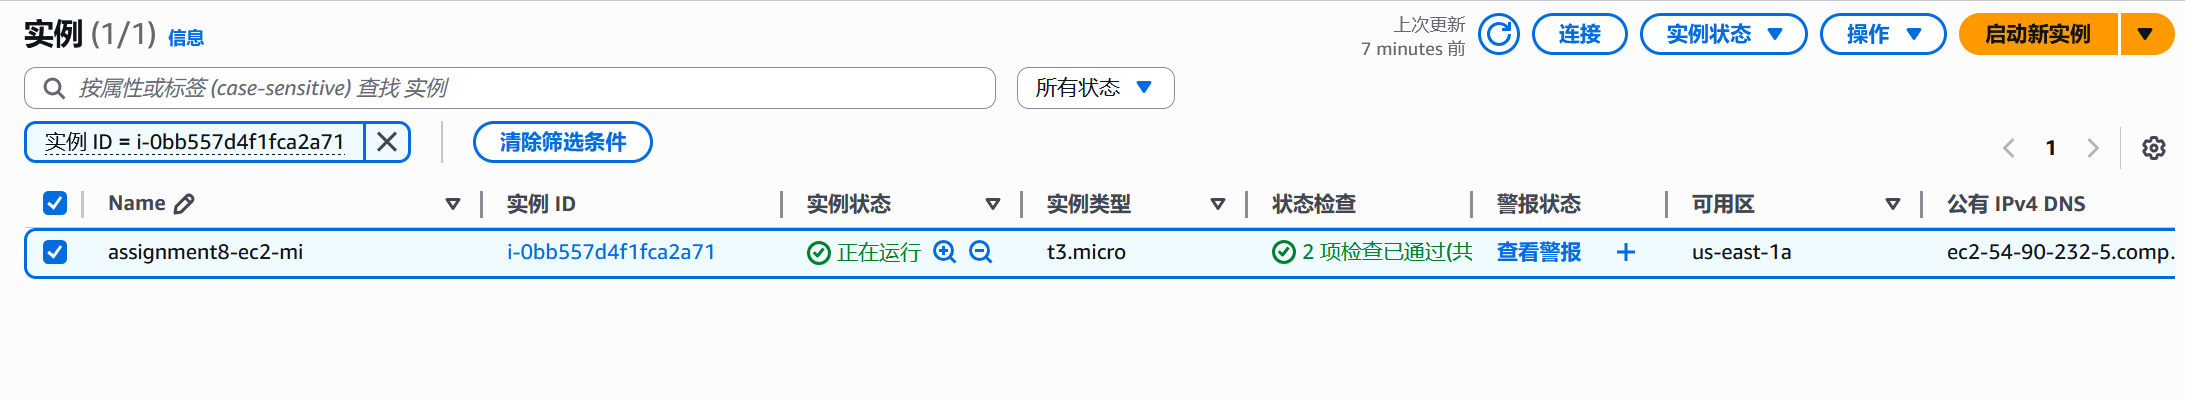 实例 (1/1) 信息
上次更新
7 minutes 前
连接
实例状态
操作
启动新实例
按属性或标签 (case-sensitive) 查找 实例
所有状态
实例 ID = i-0bb557d4f1fca2a71
清除筛选条件
1
Name 实例 ID 实例状态 实例类型 状态检查 警报状态 可用区 公有 IPv4 DNS
assignment8-ec2-mi i-0bb557d4f1fca2a71 正在运行 t3.micro 2 项检查已通过(共 查看警报 + us-east-1a ec2-54-90-232-5.comp.